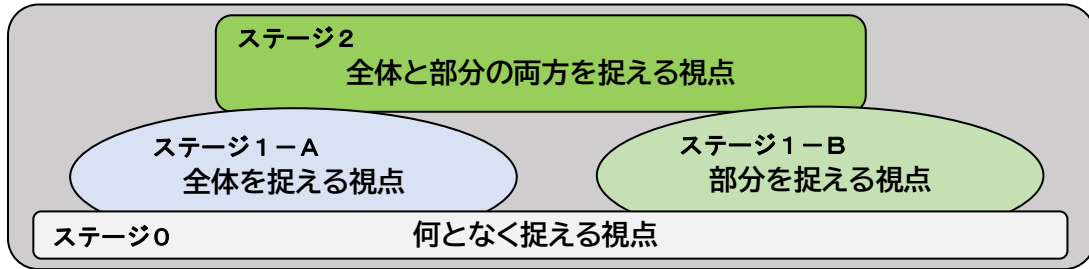 ステージ２
全体と部分の両方を捉える視点
ステージ１－Ａ
全体を捉える視点
ステージ１－Ｂ
部分を捉える視点
ステージ０ 何となく捉える視点